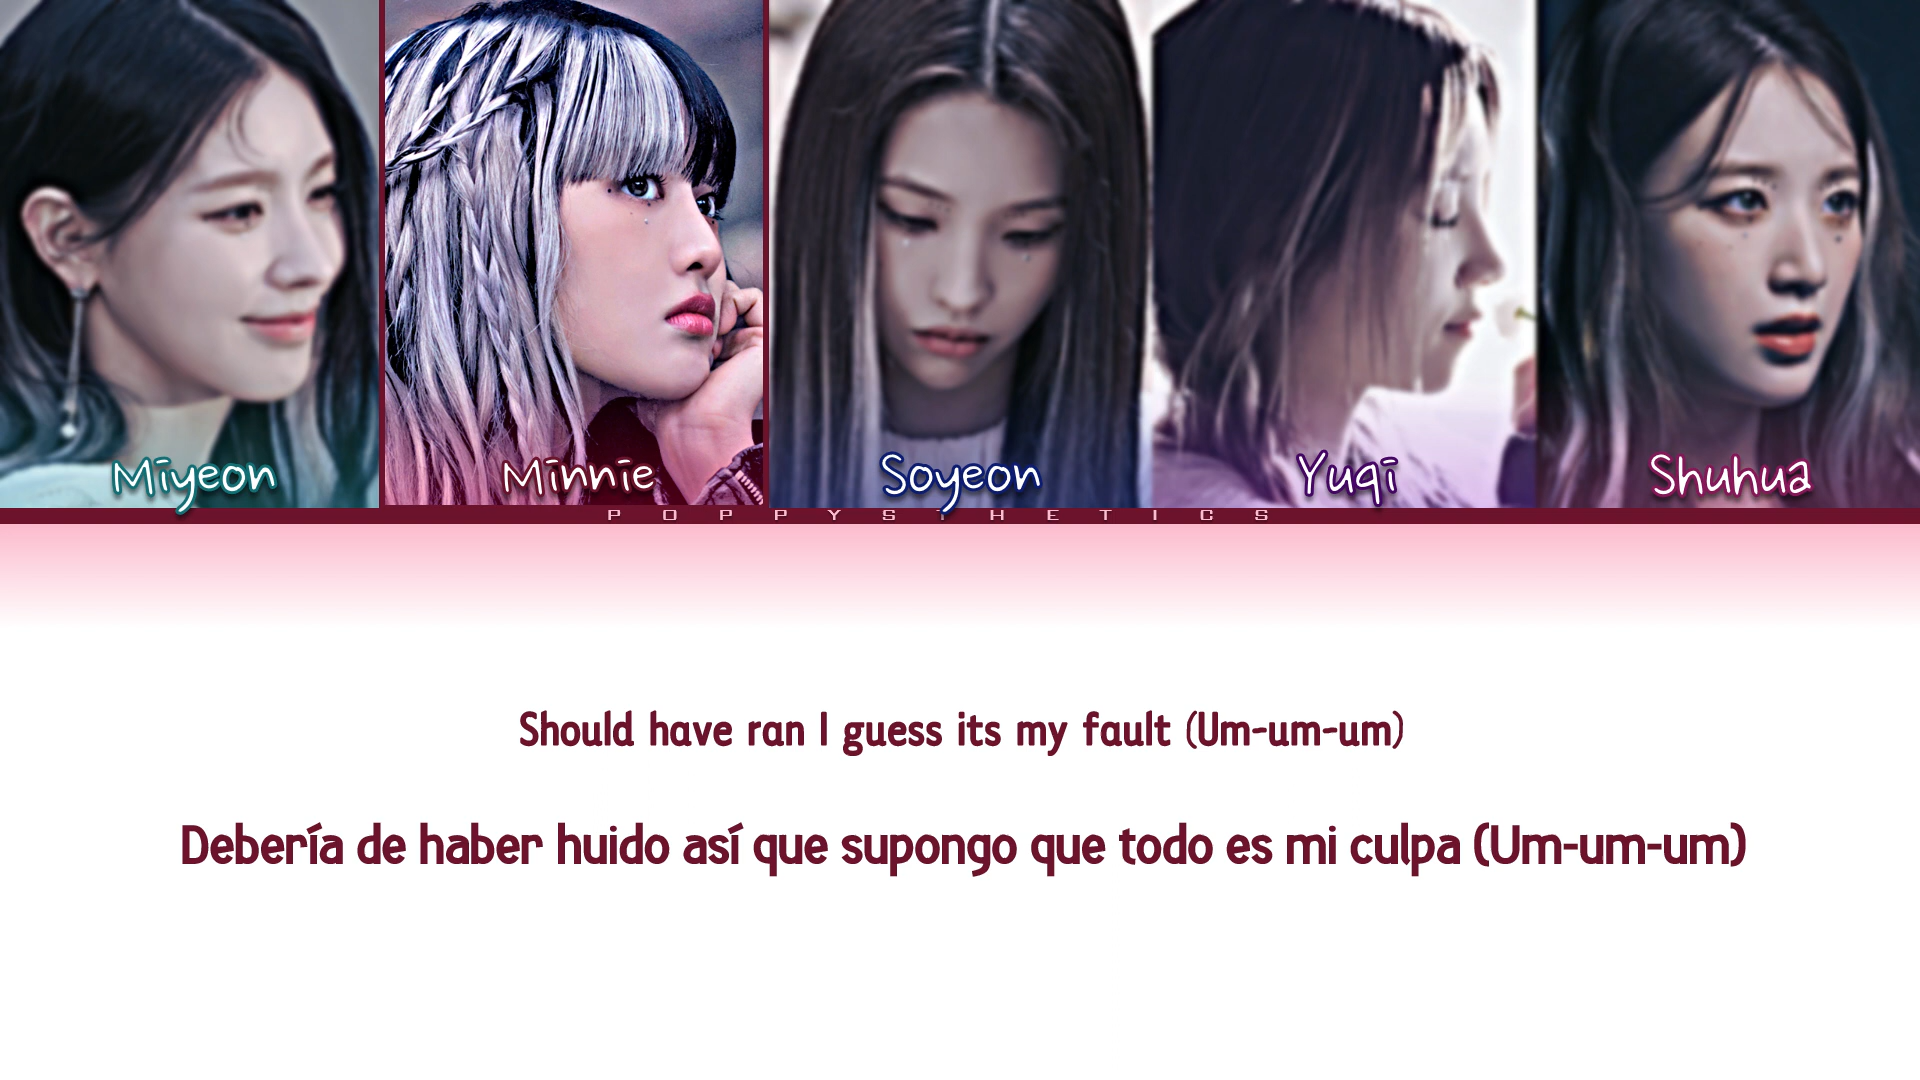 Miyeon Minnie Soyeon Yuqi Shuhua
POPPYSTHETICS
Should have ran I guess its my fault (Um-um-um)
Debería de haber huido así que supongo que todo es mi culpa (Um-um-um)